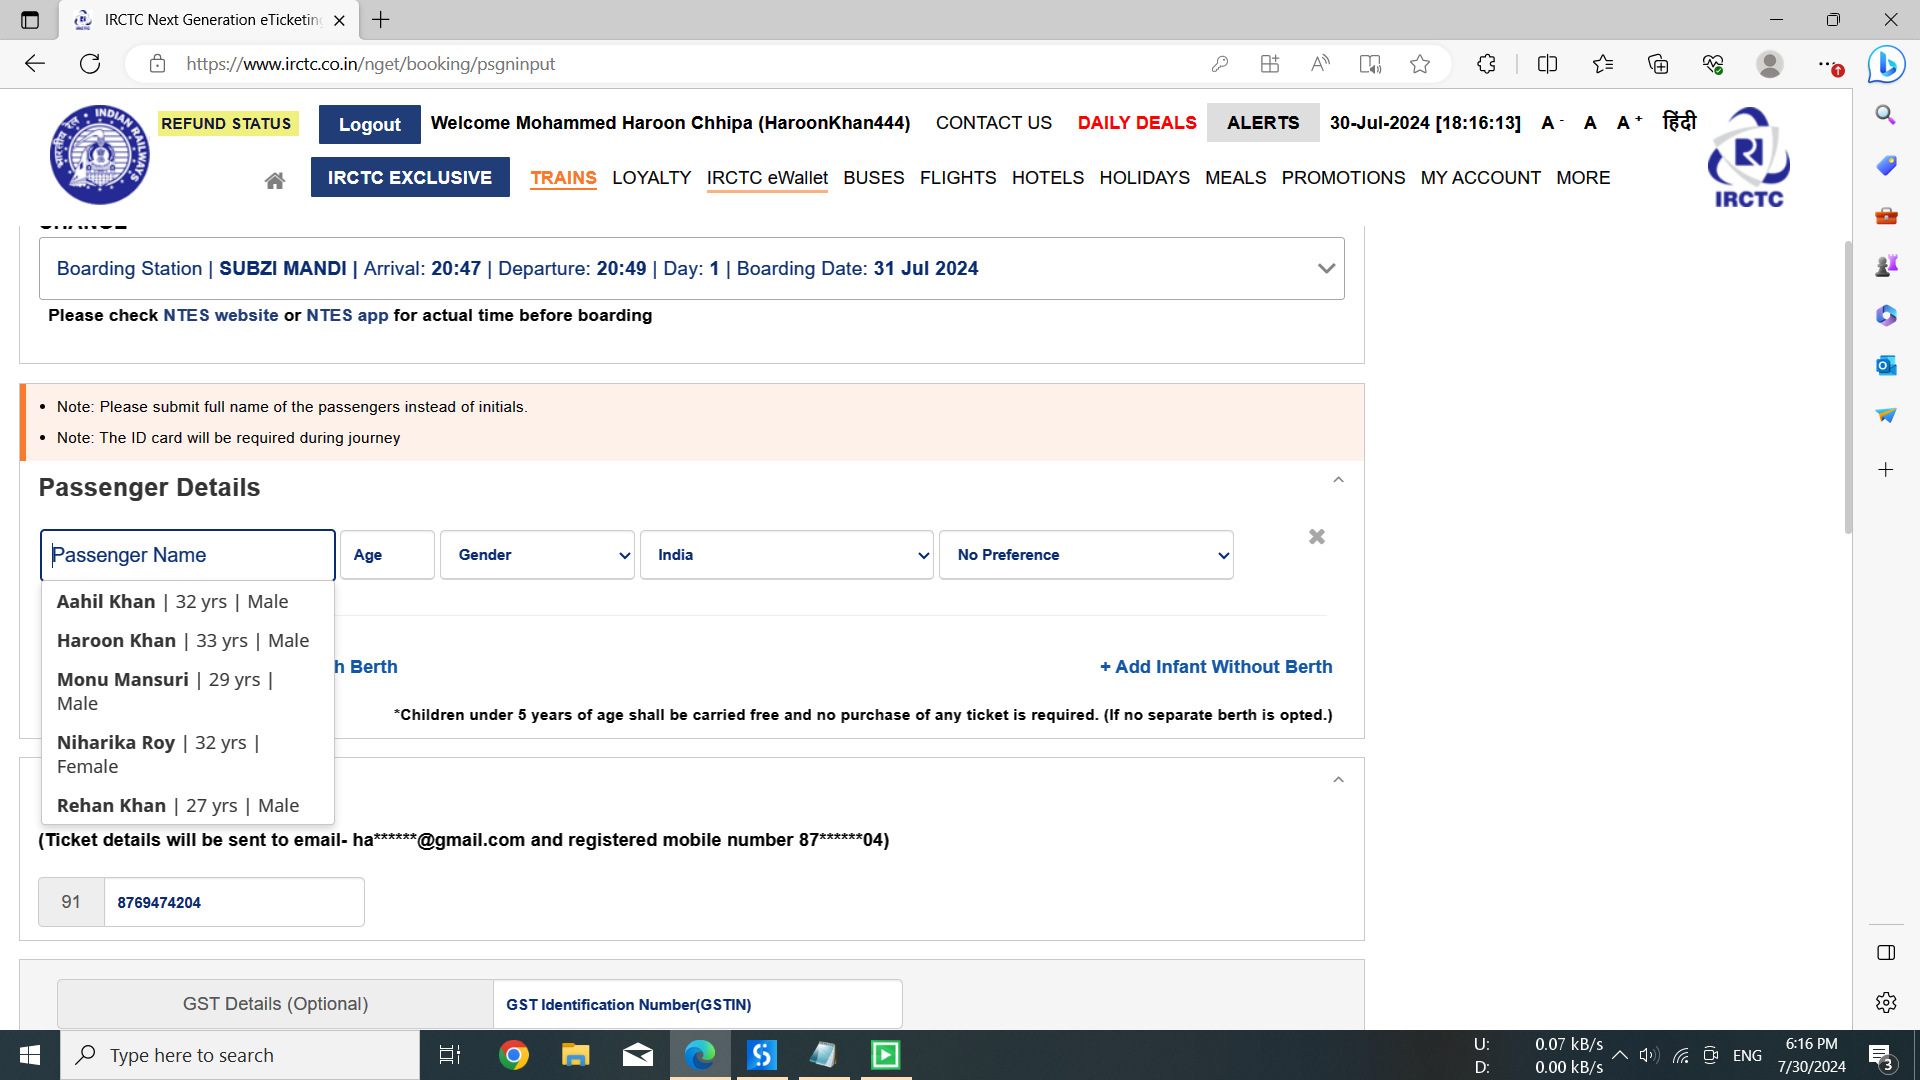 IRCTC Next Generation eTicketing
https://www.irctc.co.in/nget/booking/psgninput
REFUND STATUS
Logout
Welcome Mohammed Haroon Chhipa (HaroonKhan444)
CONTACT US
DAILY DEALS
ALERTS
30-Jul-2024 [18:16:13]
A - A A +
हिंदी
INDIAN RAILWAYS
भारतीय रेल
IRCTC EXCLUSIVE
TRAINS LOYALTY IRCTC eWallet BUSES FLIGHTS HOTELS HOLIDAYS MEALS PROMOTIONS MY ACCOUNT MORE
IRCTC
CHANGE
Boarding Station | SUBZI MANDI | Arrival: 20:47 | Departure: 20:49 | Day: 1 | Boarding Date: 31 Jul 2024
Please check NTES website or NTES app for actual time before boarding
• Note: Please submit full name of the passengers instead of initials.
• Note: The ID card will be required during journey
Passenger Details
Passenger Name
Age
Gender
India
No Preference
Aahil Khan | 32 yrs | Male
Haroon Khan | 33 yrs | Male
Monu Mansuri | 29 yrs |
Male
Niharika Roy | 32 yrs |
Female
Rehan Khan | 27 yrs | Male
h Berth
+ Add Infant Without Berth
*Children under 5 years of age shall be carried free and no purchase of any ticket is required. (If no separate berth is opted.)
(Ticket details will be sent to email- ha******@gmail.com and registered mobile number 87******04)
91
8769474204
GST Details (Optional)
GST Identification Number(GSTIN)
Type here to search
U: 0.07 kB/s
D: 0.00 kB/s
ENG
6:16 PM
7/30/2024
3